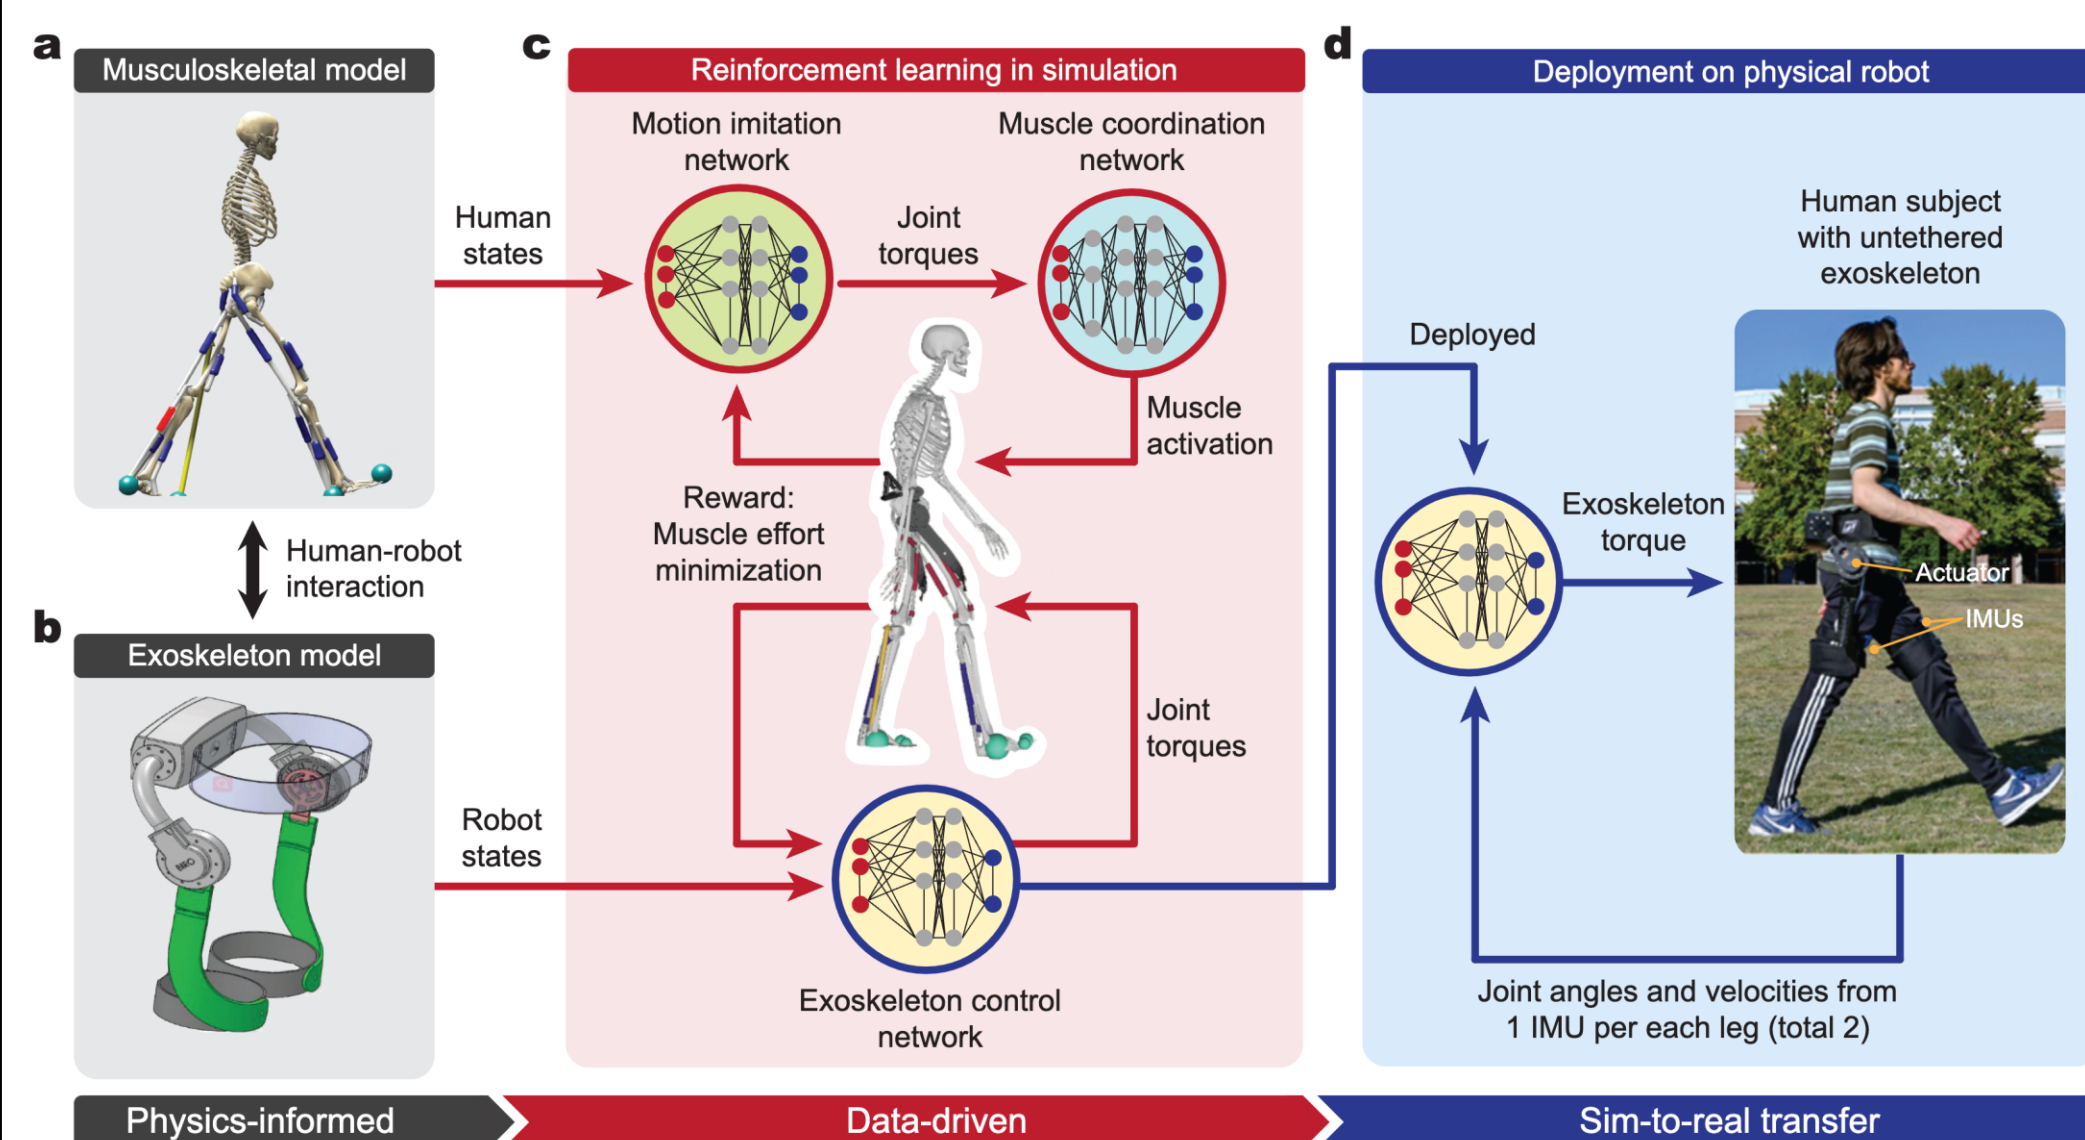 a
Musculoskeletal model
Human-robot
interaction
b
Exoskeleton model
Human
states
Robot
states
c
Reinforcement learning in simulation
Motion imitation
network
Muscle coordination
network
Joint
torques
Muscle
activation
Reward:
Muscle effort
minimization
Joint
torques
Exoskeleton control
network
d
Deployment on physical robot
Deployed
Human subject
with untethered
exoskeleton
Exoskeleton
torque
Actuator
IMUs
Joint angles and velocities from
1 IMU per each leg (total 2)
Physics-informed
Data-driven
Sim-to-real transfer